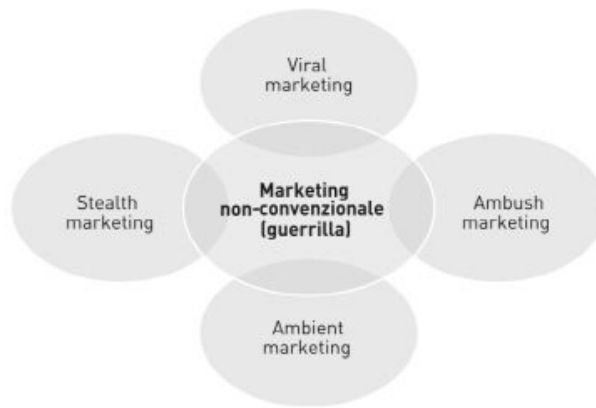 Viral
marketing
Stealth
marketing
Marketing
non-convenzionale
(guerrilla)
Ambush
marketing
Ambient
marketing